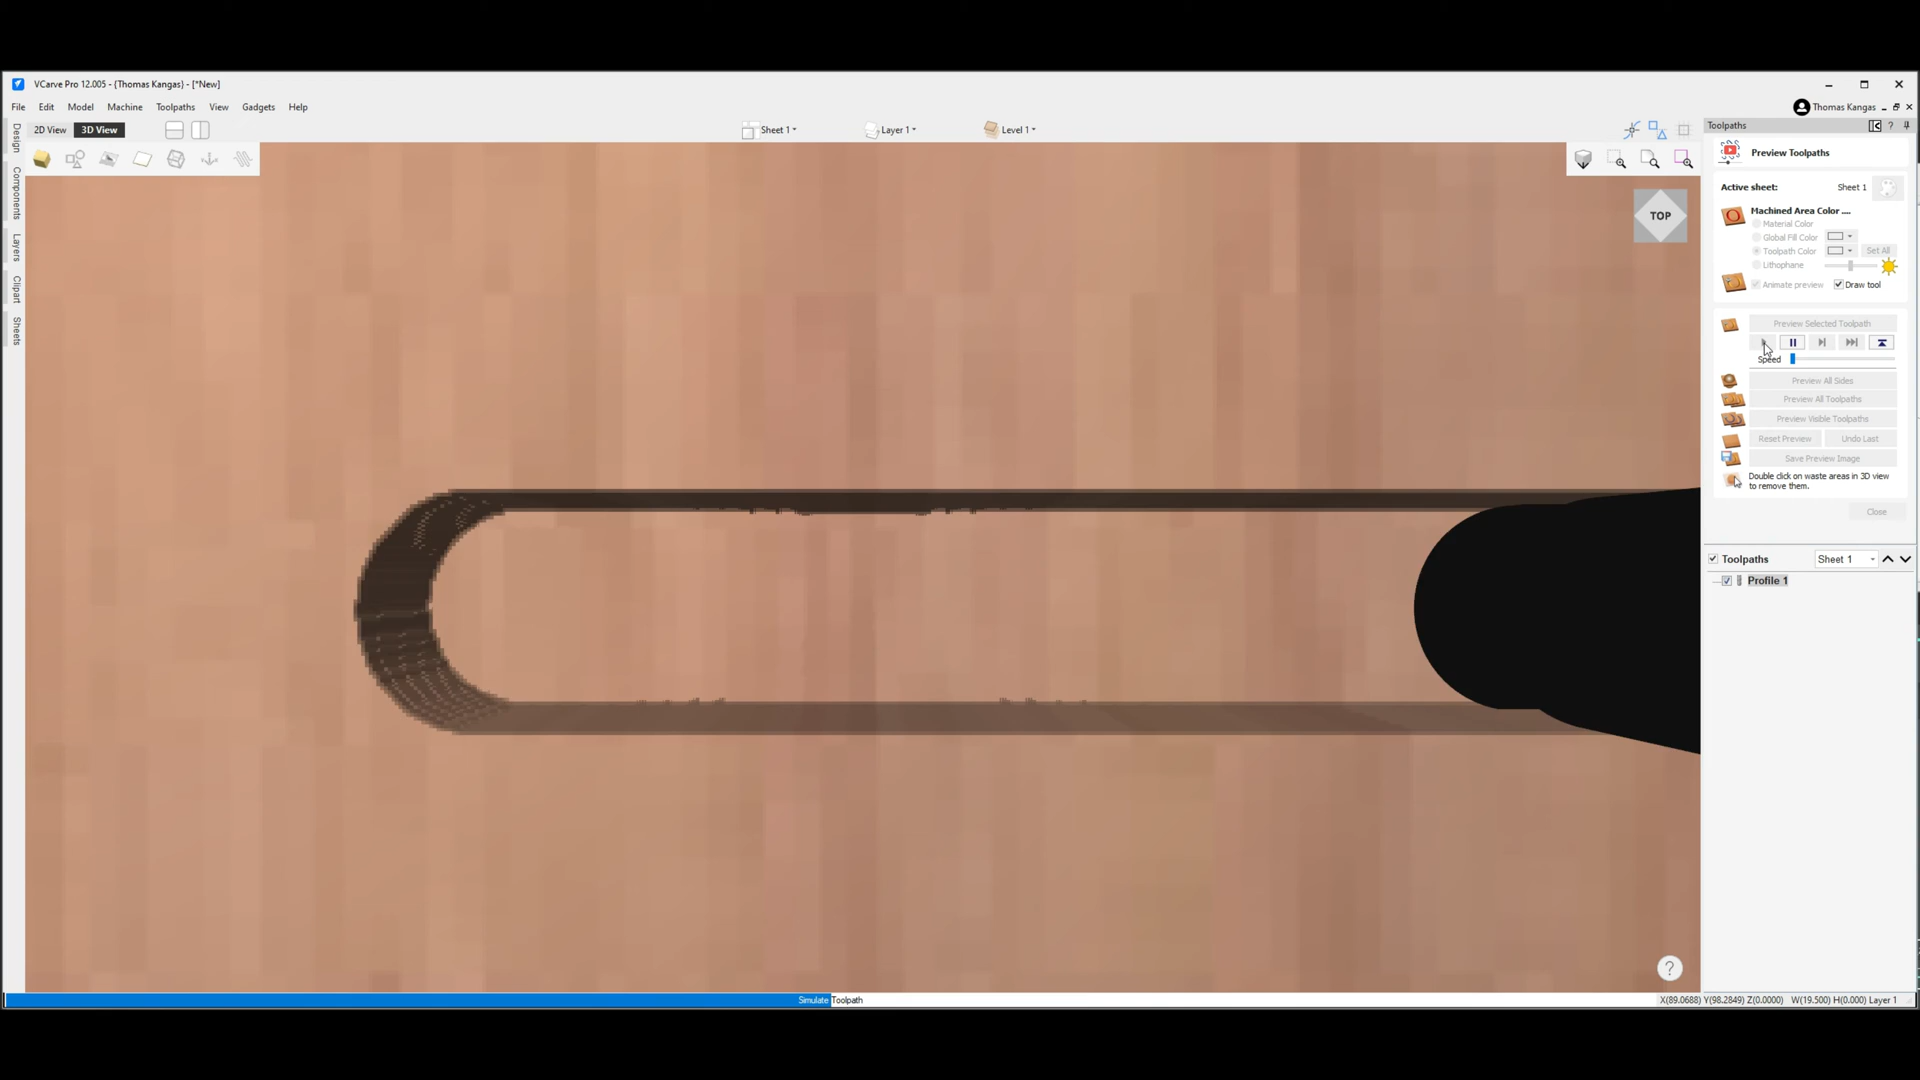 VCarve Pro 12.005 - {Thomas Kangas} - [*New]
File Edit Model Machine Toolpaths View Gadgets Help
Thomas Kangas
2D View 3D View
Sheet 1
Layer 1
Level 1
Design
Components
Layers
Clipart
Sheets
TOP
?
Toolpaths
?
Preview Toolpaths
Active sheet: Sheet 1
Machined Area Color ....
Material Color
Global Fill Color
Toolpath Color Set All
Lithophane
Animate preview Draw tool
Preview Selected Toolpath
Speed
Preview All Sides
Preview All Toolpaths
Preview Visible Toolpaths
Reset Preview Undo Last
Save Preview Image
Double click on waste areas in 3D view
to remove them.
Close
Toolpaths Sheet 1
Profile 1
Simulate Toolpath
X(89.0688) Y(98.2849) Z(0.0000) W(19.500) H(0.000) Layer 1